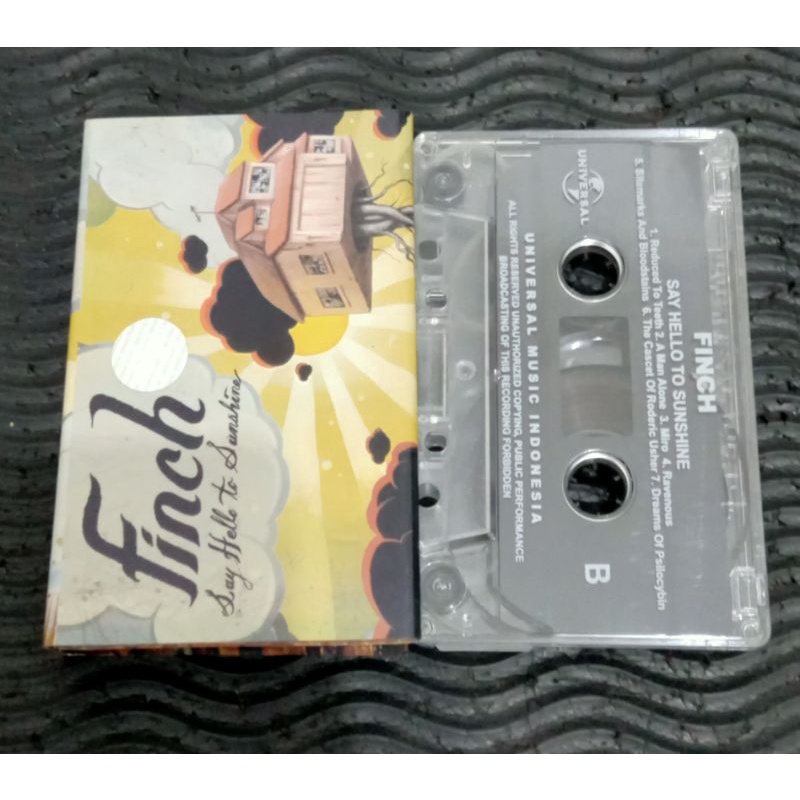 Finch
Say Hello to Sunshine
FINCH
SAY HELLO TO SUNSHINE
1. Reduced To Teeth 2. A Man Alone 3. Miro 4. Ravenous
5. Bitemarks And Bloodstains 6. The Casket Of Roderic Usher 7. Dreams Of Psilocybin
UNIVERSAL
B
UNIVERSAL MUSIC INDONESIA
ALL RIGHTS RESERVED UNAUTHORIZED COPYING, PUBLIC PERFORMANCE
BROADCASTING OF THIS RECORDING FORBIDDEN